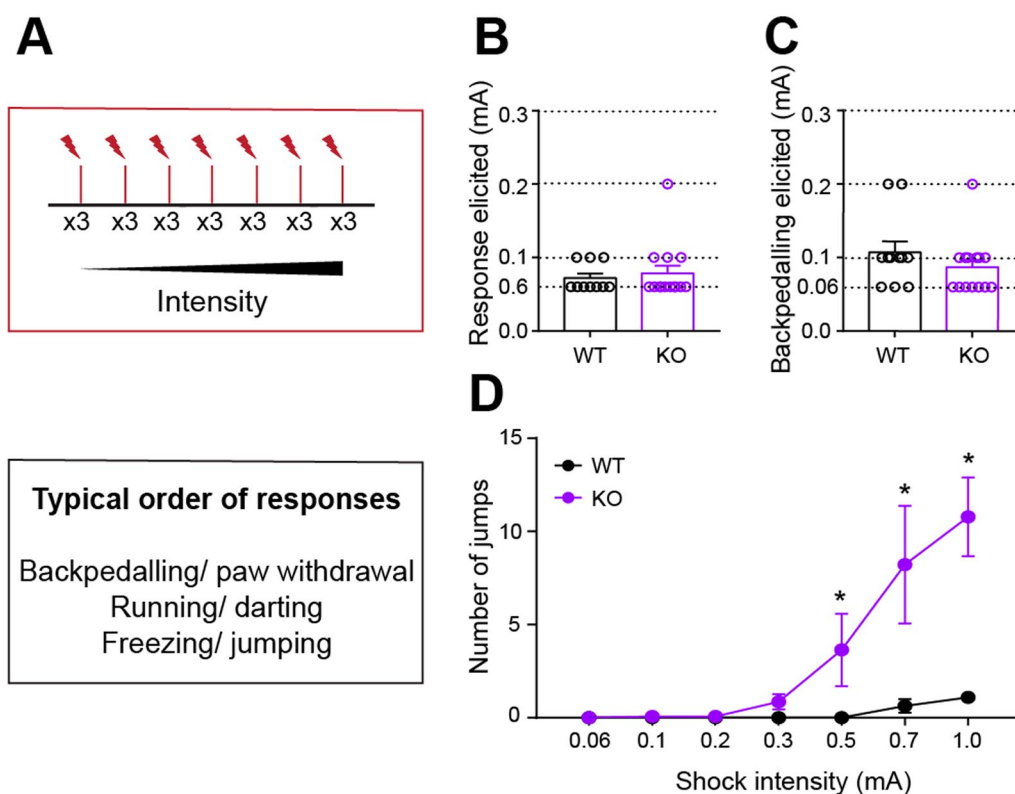 A
x3 x3 x3 x3 x3 x3 x3
Intensity
Typical order of responses
Backpedalling/ paw withdrawal
Running/ darting
Freezing/ jumping
B
Response elicited (mA)
0.3
0.2
0.1
0.6
0.0
WT KO
C
Backpedalling elicited (mA)
0.3
0.2
0.1
0.06
0.0
WT KO
D
Number of jumps
15
10
5
0
WT
KO
*
*
*
0.06 0.1 0.2 0.3 0.5 0.7 1.0
Shock intensity (mA)